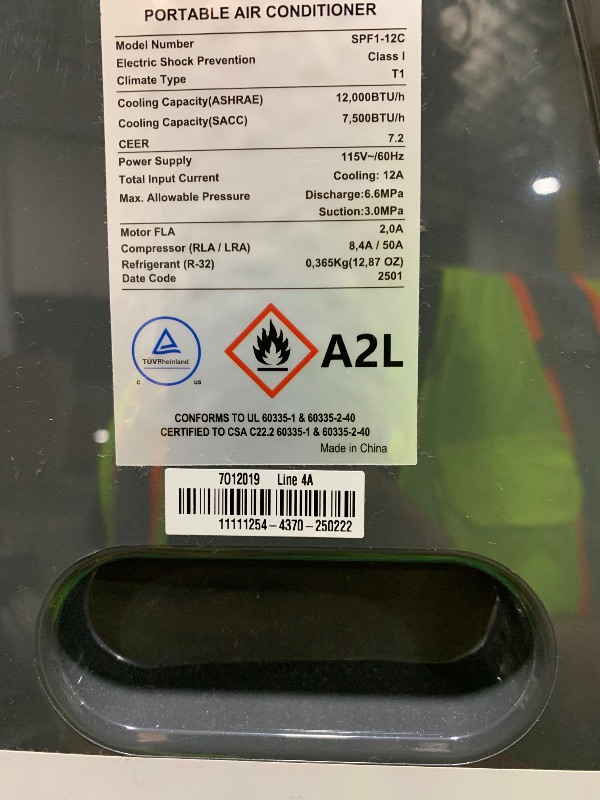 PORTABLE AIR CONDITIONER
Model Number SPF1-12C
Electric Shock Prevention Class I
Climate Type T1
Cooling Capacity(ASHRAE) 12,000BTU/h
Cooling Capacity(SACC) 7,500BTU/h
CEER 7.2
Power Supply 115V~/60Hz
Total Input Current Cooling: 12A
Max. Allowable Pressure Discharge:6.6MPa
Suction:3.0MPa
Motor FLA 2,0A
Compressor (RLA / LRA) 8,4A / 50A
Refrigerant (R-32) 0,365Kg(12,87 OZ)
Date Code 2501
TÜVRheinland
C US
A2L
CONFORMS TO UL 60335-1 & 60335-2-40
CERTIFIED TO CSA C22.2 60335-1 & 60335-2-40
Made in China
7012019 Line 4A
11111254-4370-250222